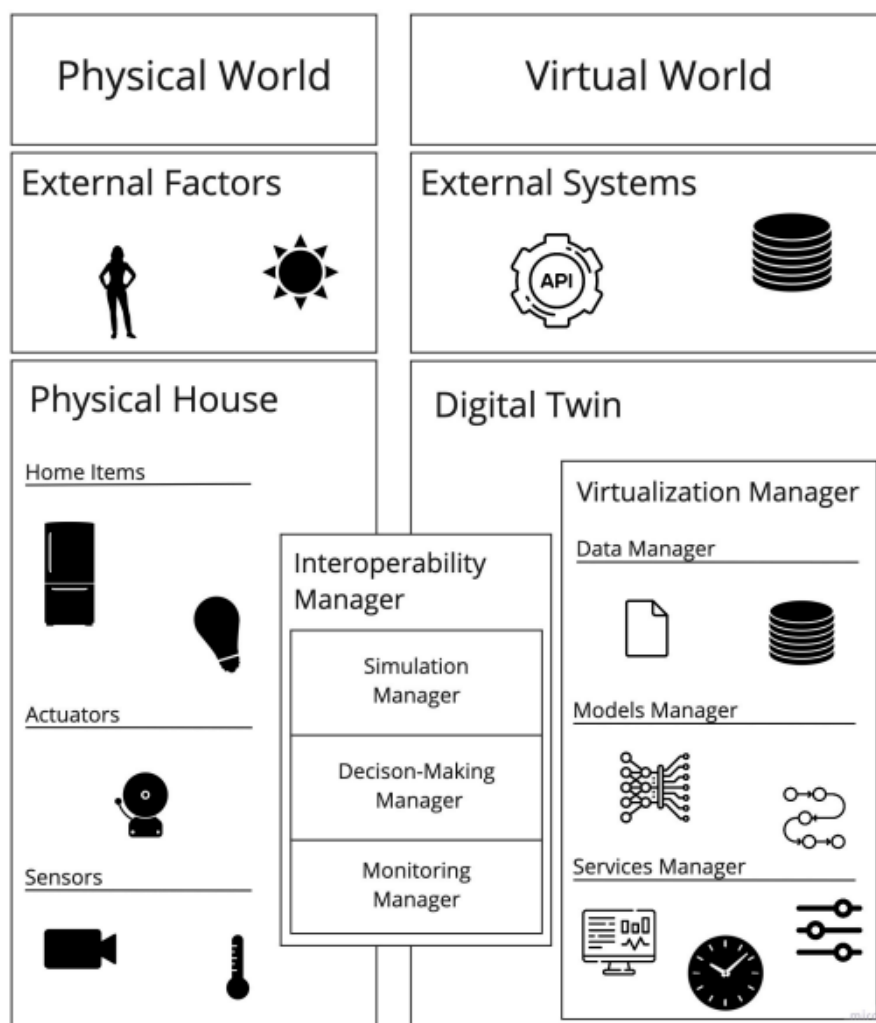 Physical World
Virtual World
External Factors
External Systems
API
Physical House
Digital Twin
Home Items
Virtualization Manager
Data Manager
Interoperability
Manager
Simulation
Manager
Actuators
Models Manager
Decison-Making
Manager
Sensors
Services Manager
Monitoring
Manager